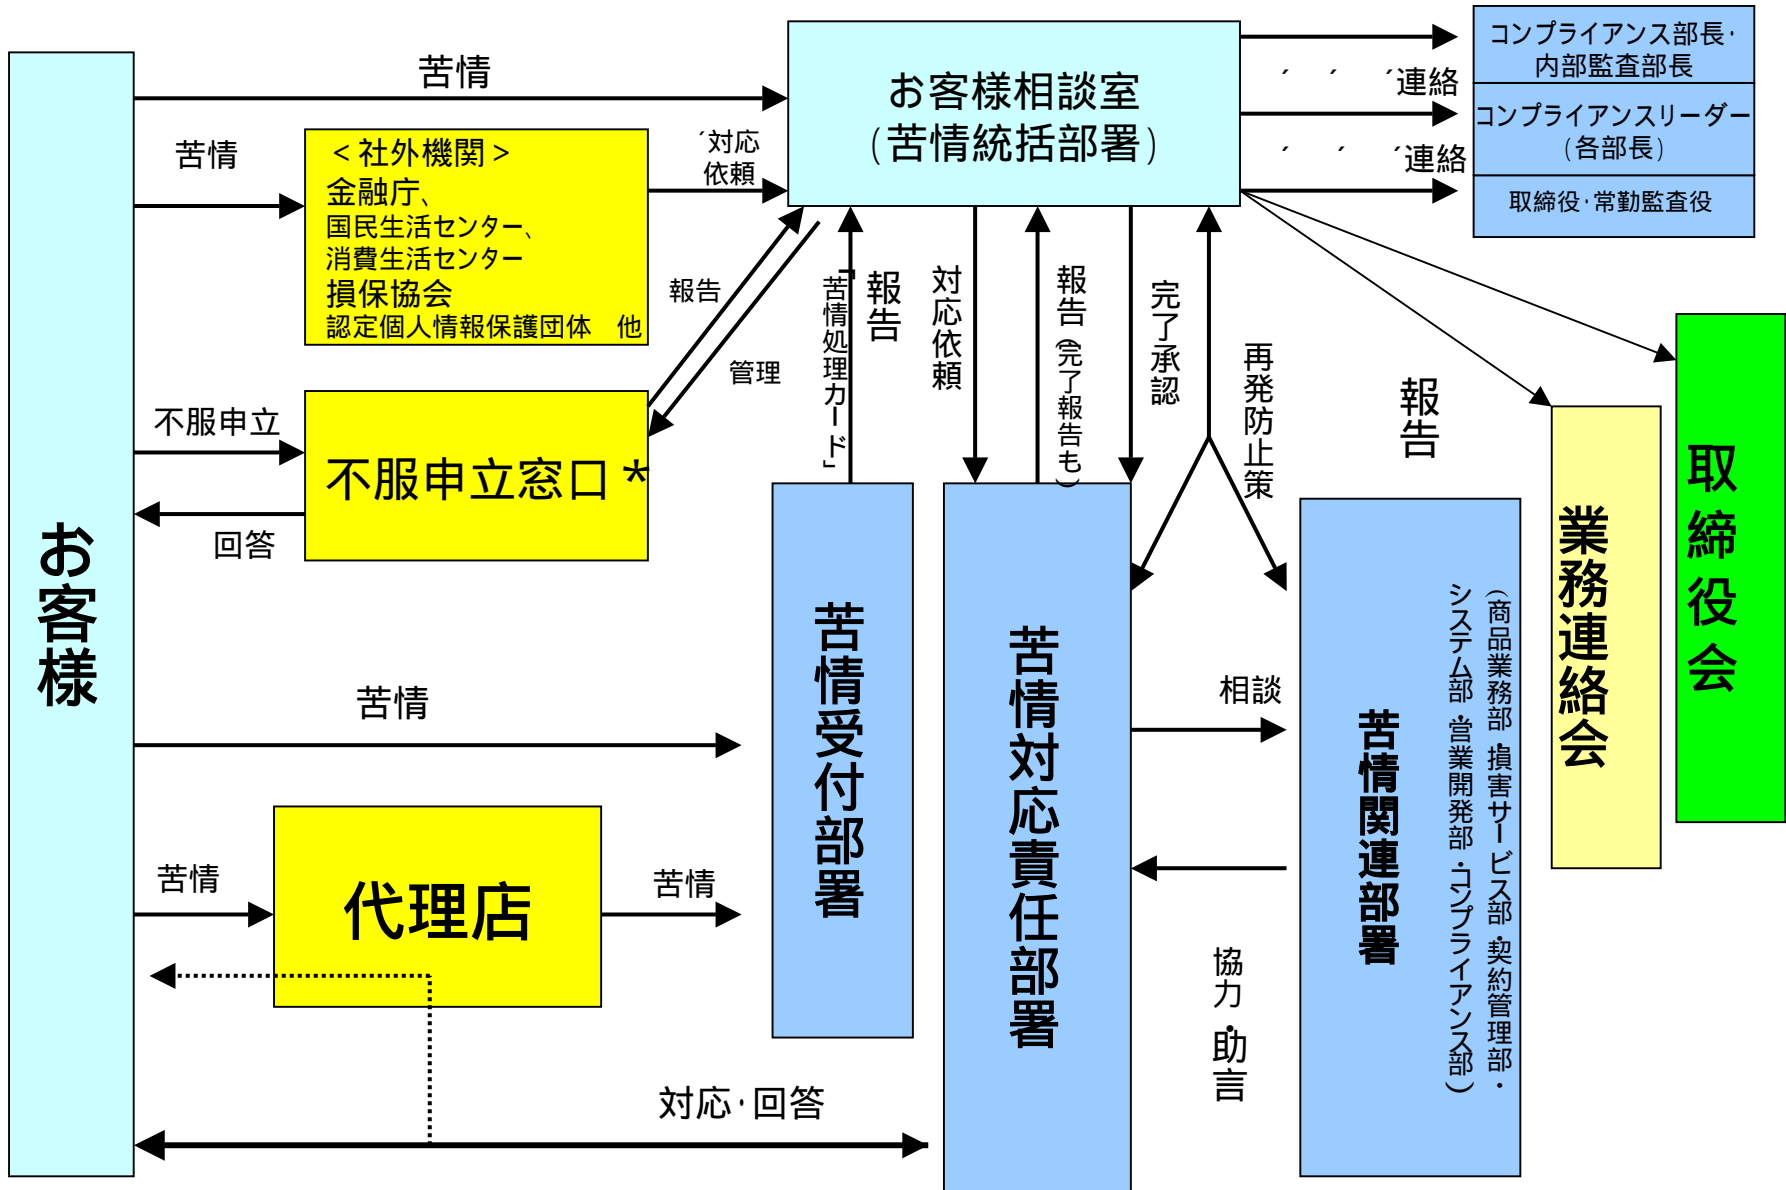 お客様
苦情
苦情
＜社外機関＞
金融庁、
国民生活センター、
消費生活センター
損保協会
認定個人情報保護団体　他
´対応
依頼
お客様相談室
(苦情統括部署)
´　´　´連絡
´　´　´連絡
コンプライアンス部長・
内部監査部長
コンプライアンスリーダー
(各部長)
取締役・常勤監査役
不服申立
不服申立窓口＊
回答
報告
管理
「苦情処理カード」
報告
対応依頼
報告(完了報告も)
完了承認
再発防止策
報告
苦情
苦情受付部署
苦情対応責任部署
相談
協力・助言
苦情関連部署
(商品業務部・損害サービス部・契約管理部・
システム部・営業開発部・コンプライアンス部)
業務連絡会
取締役会
苦情
代理店
苦情
対応・回答